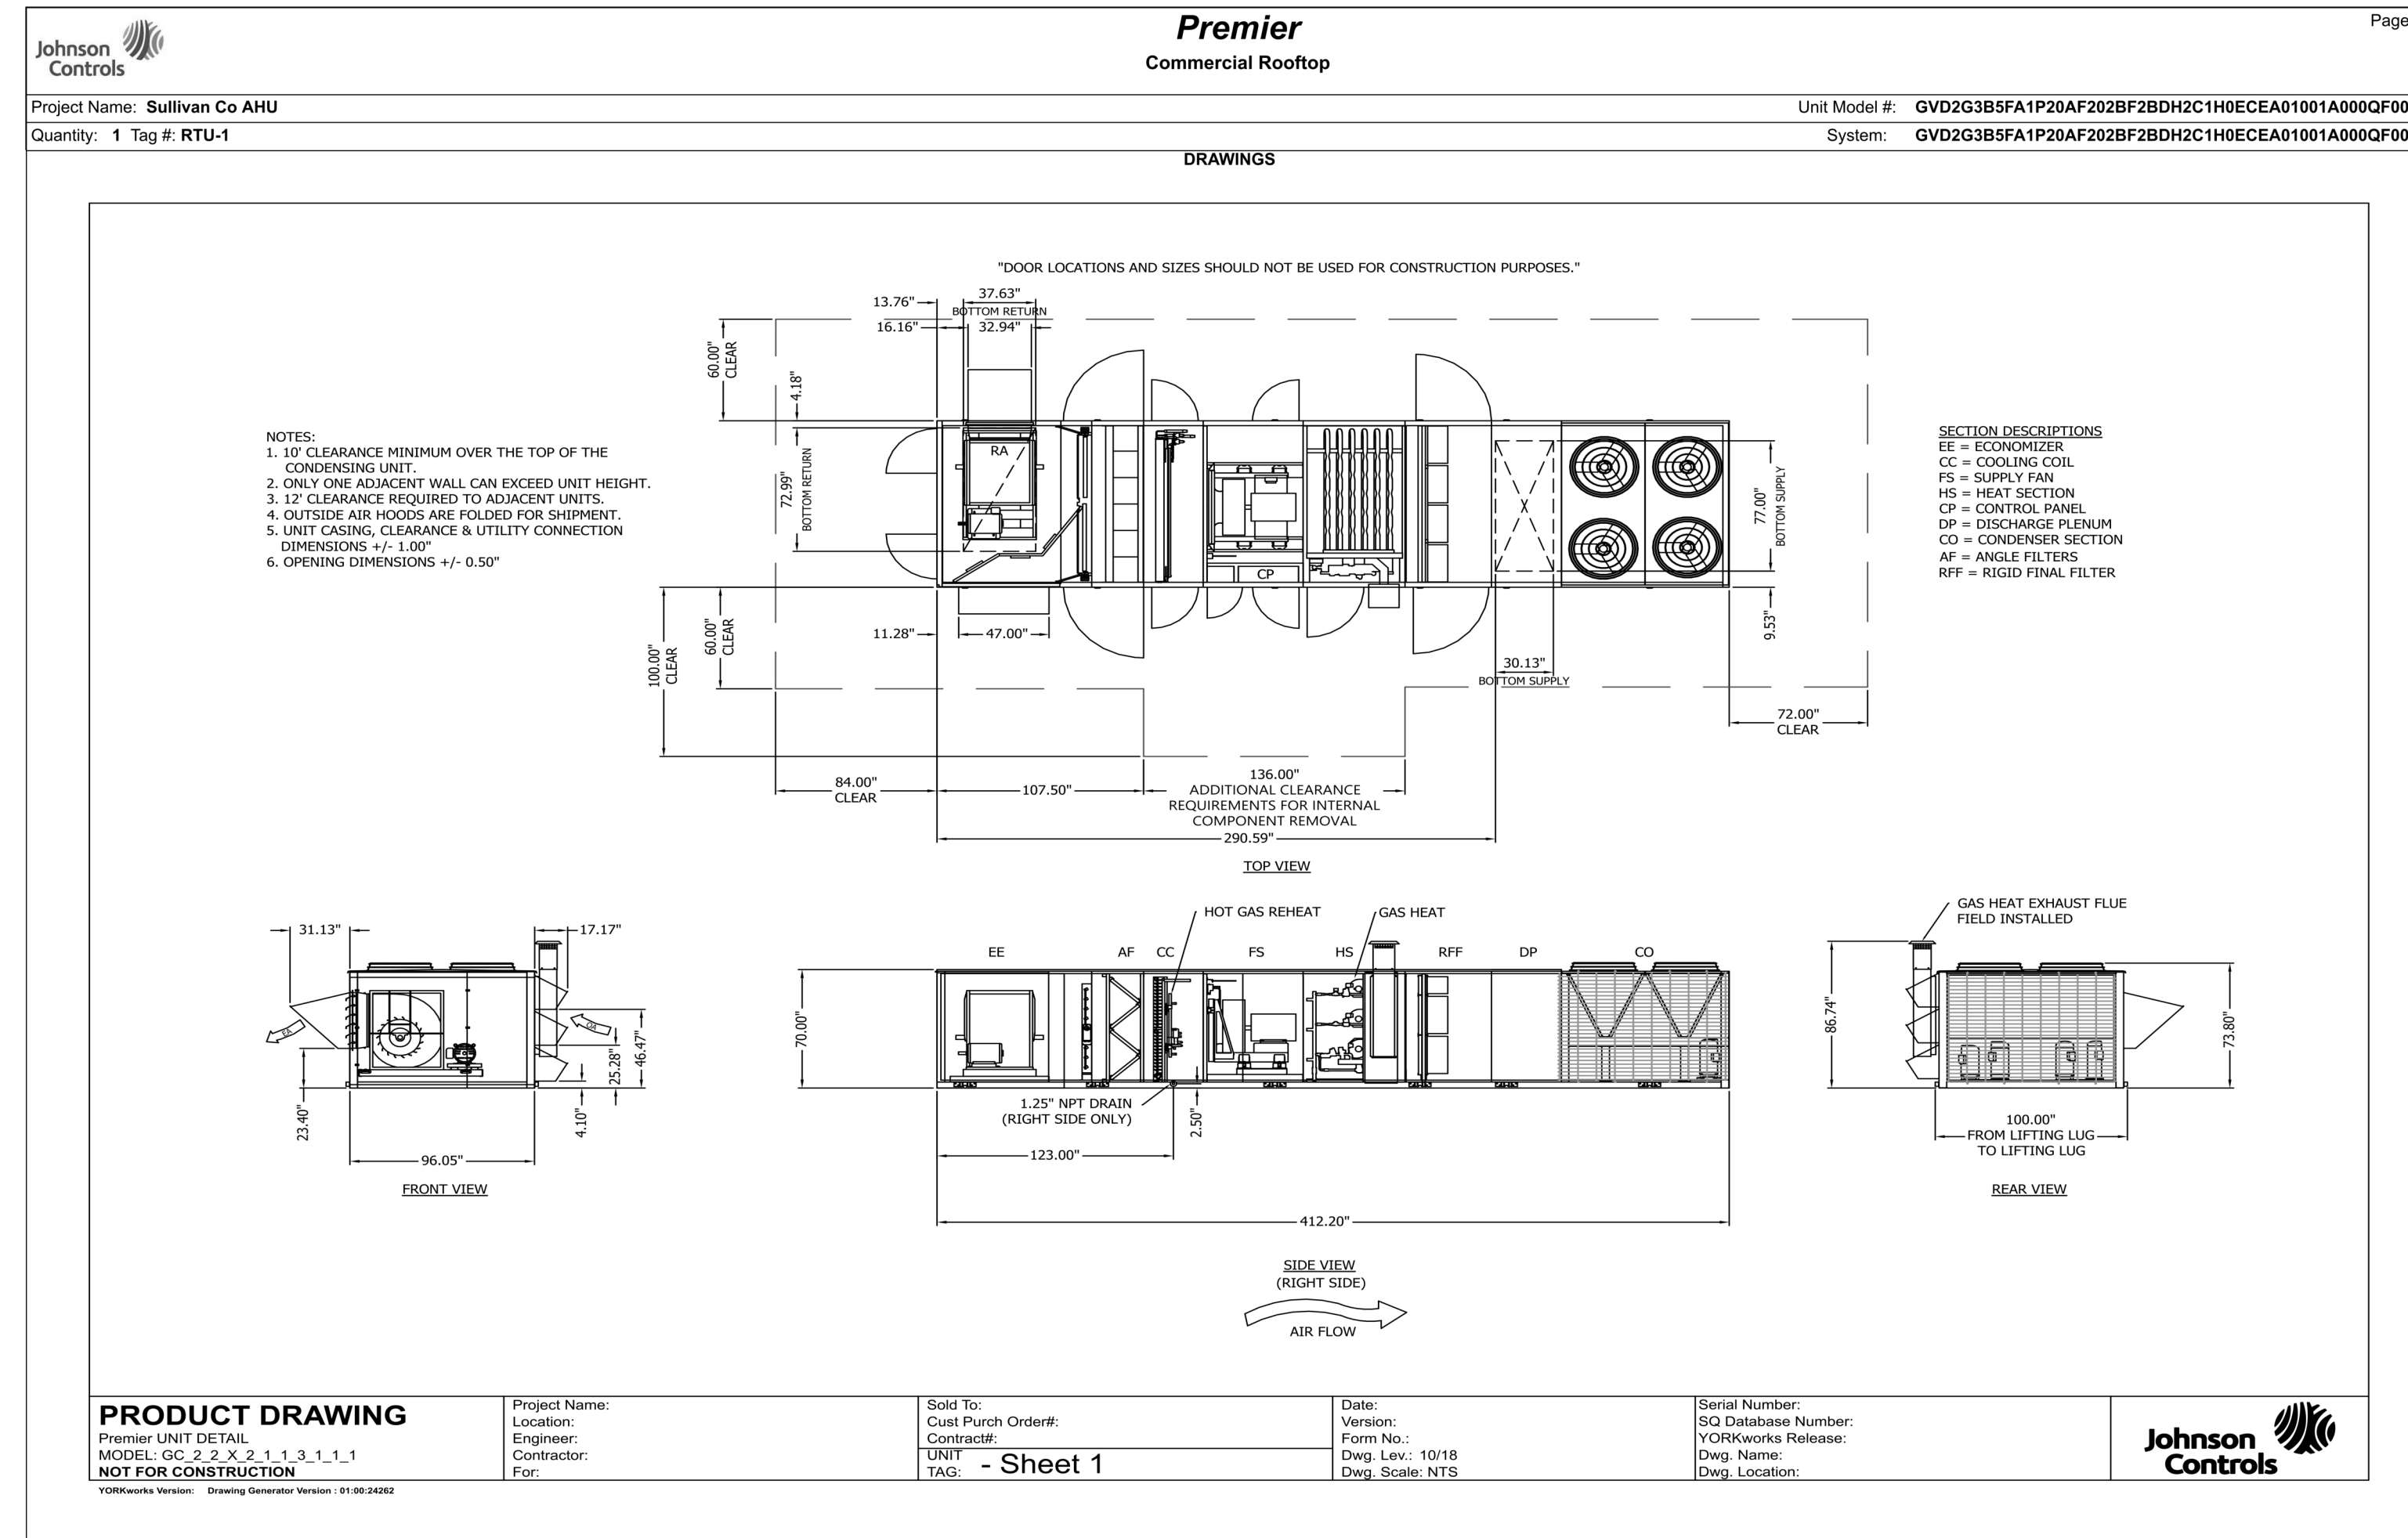 Johnson
Controls
Premier
Commercial Rooftop
Page
Project Name: Sullivan Co AHU
Unit Model #: GVD2G3B5FA1P20AF202BF2BDH2C1H0ECEA01001A000QF00
Quantity: 1 Tag #: RTU-1
System: GVD2G3B5FA1P20AF202BF2BDH2C1H0ECEA01001A000QF00
DRAWINGS
"DOOR LOCATIONS AND SIZES SHOULD NOT BE USED FOR CONSTRUCTION PURPOSES."
NOTES:
1. 10' CLEARANCE MINIMUM OVER THE TOP OF THE
CONDENSING UNIT.
2. ONLY ONE ADJACENT WALL CAN EXCEED UNIT HEIGHT.
3. 12' CLEARANCE REQUIRED TO ADJACENT UNITS.
4. OUTSIDE AIR HOODS ARE FOLDED FOR SHIPMENT.
5. UNIT CASING, CLEARANCE & UTILITY CONNECTION
DIMENSIONS +/- 1.00"
6. OPENING DIMENSIONS +/- 0.50"
13.76"
37.63"
BOTTOM RETURN
16.16"
32.94"
60.00"
CLEAR
4.18"
72.99"
BOTTOM RETURN
RA
CP
77.00"
BOTTOM SUPPLY
9.53"
11.28"
47.00"
60.00"
CLEAR
100.00"
CLEAR
30.13"
BOTTOM SUPPLY
72.00"
CLEAR
84.00"
CLEAR
107.50"
136.00"
ADDITIONAL CLEARANCE
REQUIREMENTS FOR INTERNAL
COMPONENT REMOVAL
290.59"
TOP VIEW
SECTION DESCRIPTIONS
EE = ECONOMIZER
CC = COOLING COIL
FS = SUPPLY FAN
HS = HEAT SECTION
CP = CONTROL PANEL
DP = DISCHARGE PLENUM
CO = CONDENSER SECTION
AF = ANGLE FILTERS
RFF = RIGID FINAL FILTER
31.13"
17.17"
EA
OA
23.40"
4.10"
25.28"
46.47"
96.05"
FRONT VIEW
HOT GAS REHEAT
GAS HEAT
EE
AF
CC
FS
HS
RFF
DP
CO
70.00"
1.25" NPT DRAIN
(RIGHT SIDE ONLY)
2.50"
123.00"
412.20"
SIDE VIEW
(RIGHT SIDE)
AIR FLOW
GAS HEAT EXHAUST FLUE
FIELD INSTALLED
86.74"
73.80"
100.00"
FROM LIFTING LUG
TO LIFTING LUG
REAR VIEW
PRODUCT DRAWING
Premier UNIT DETAIL
MODEL: GC_2_2_X_2_1_1_3_1_1_1
NOT FOR CONSTRUCTION
Project Name:
Location:
Engineer:
Contractor:
For:
Sold To:
Cust Purch Order#:
Contract#:
UNIT
TAG: - Sheet 1
Date:
Version:
Form No.:
Dwg. Lev.: 10/18
Dwg. Scale: NTS
Serial Number:
SQ Database Number:
YORKworks Release:
Dwg. Name:
Dwg. Location:
Johnson
Controls
YORKworks Version: Drawing Generator Version : 01:00:24262